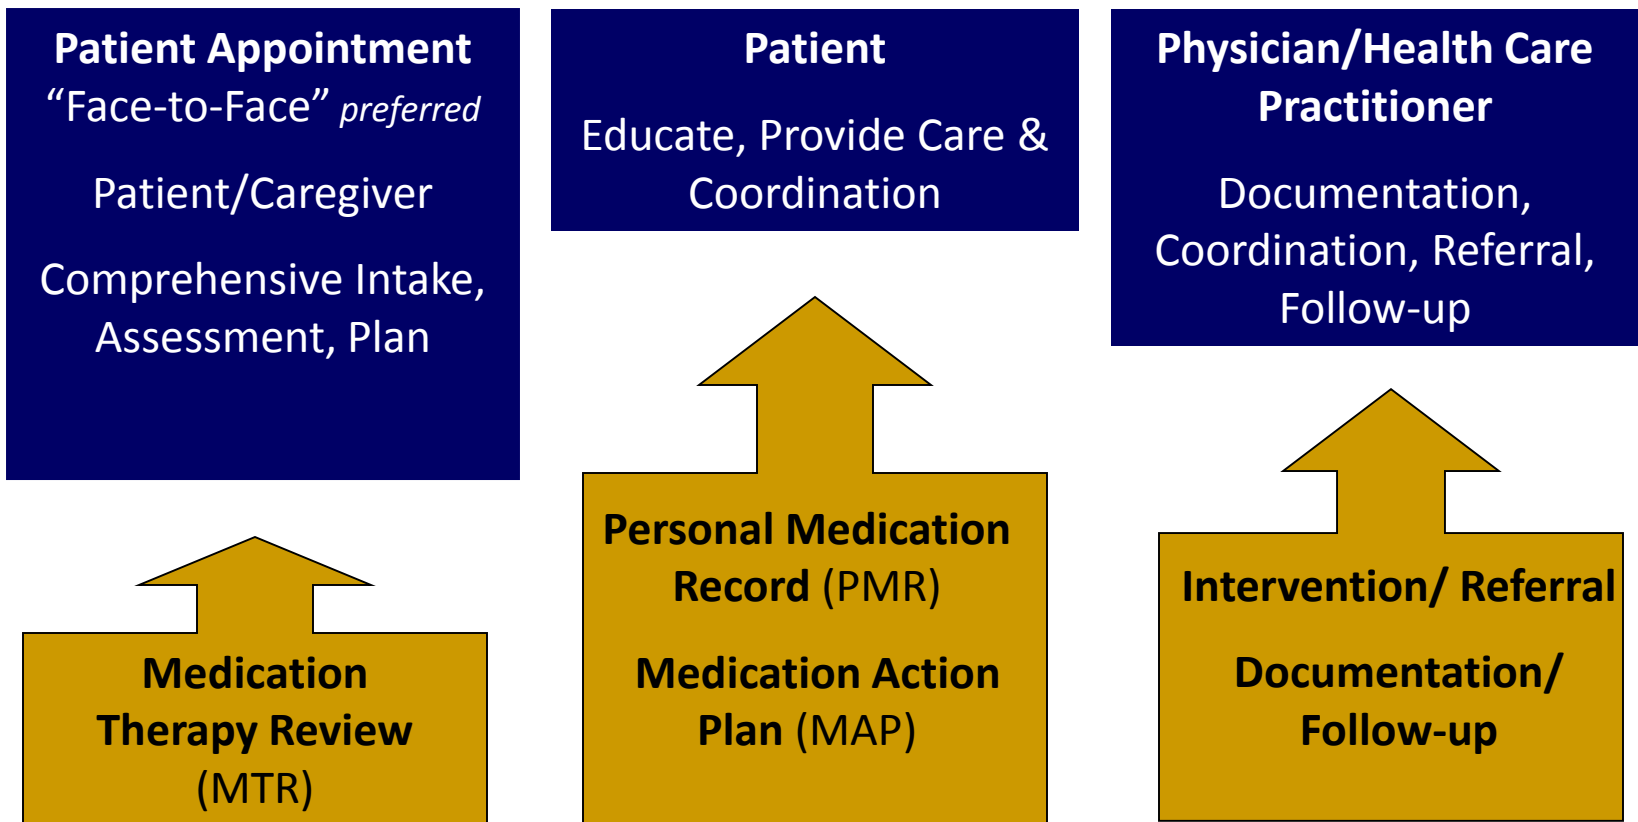 Patient Appointment
“Face-to-Face” preferred
Patient/Caregiver
Comprehensive Intake,
Assessment, Plan
Medication
Therapy Review
(MTR)
Patient
Educate, Provide Care &
Coordination
Personal Medication
Record (PMR)
Medication Action
Plan (MAP)
Physician/Health Care
Practitioner
Documentation,
Coordination, Referral,
Follow-up
Intervention/ Referral
Documentation/
Follow-up